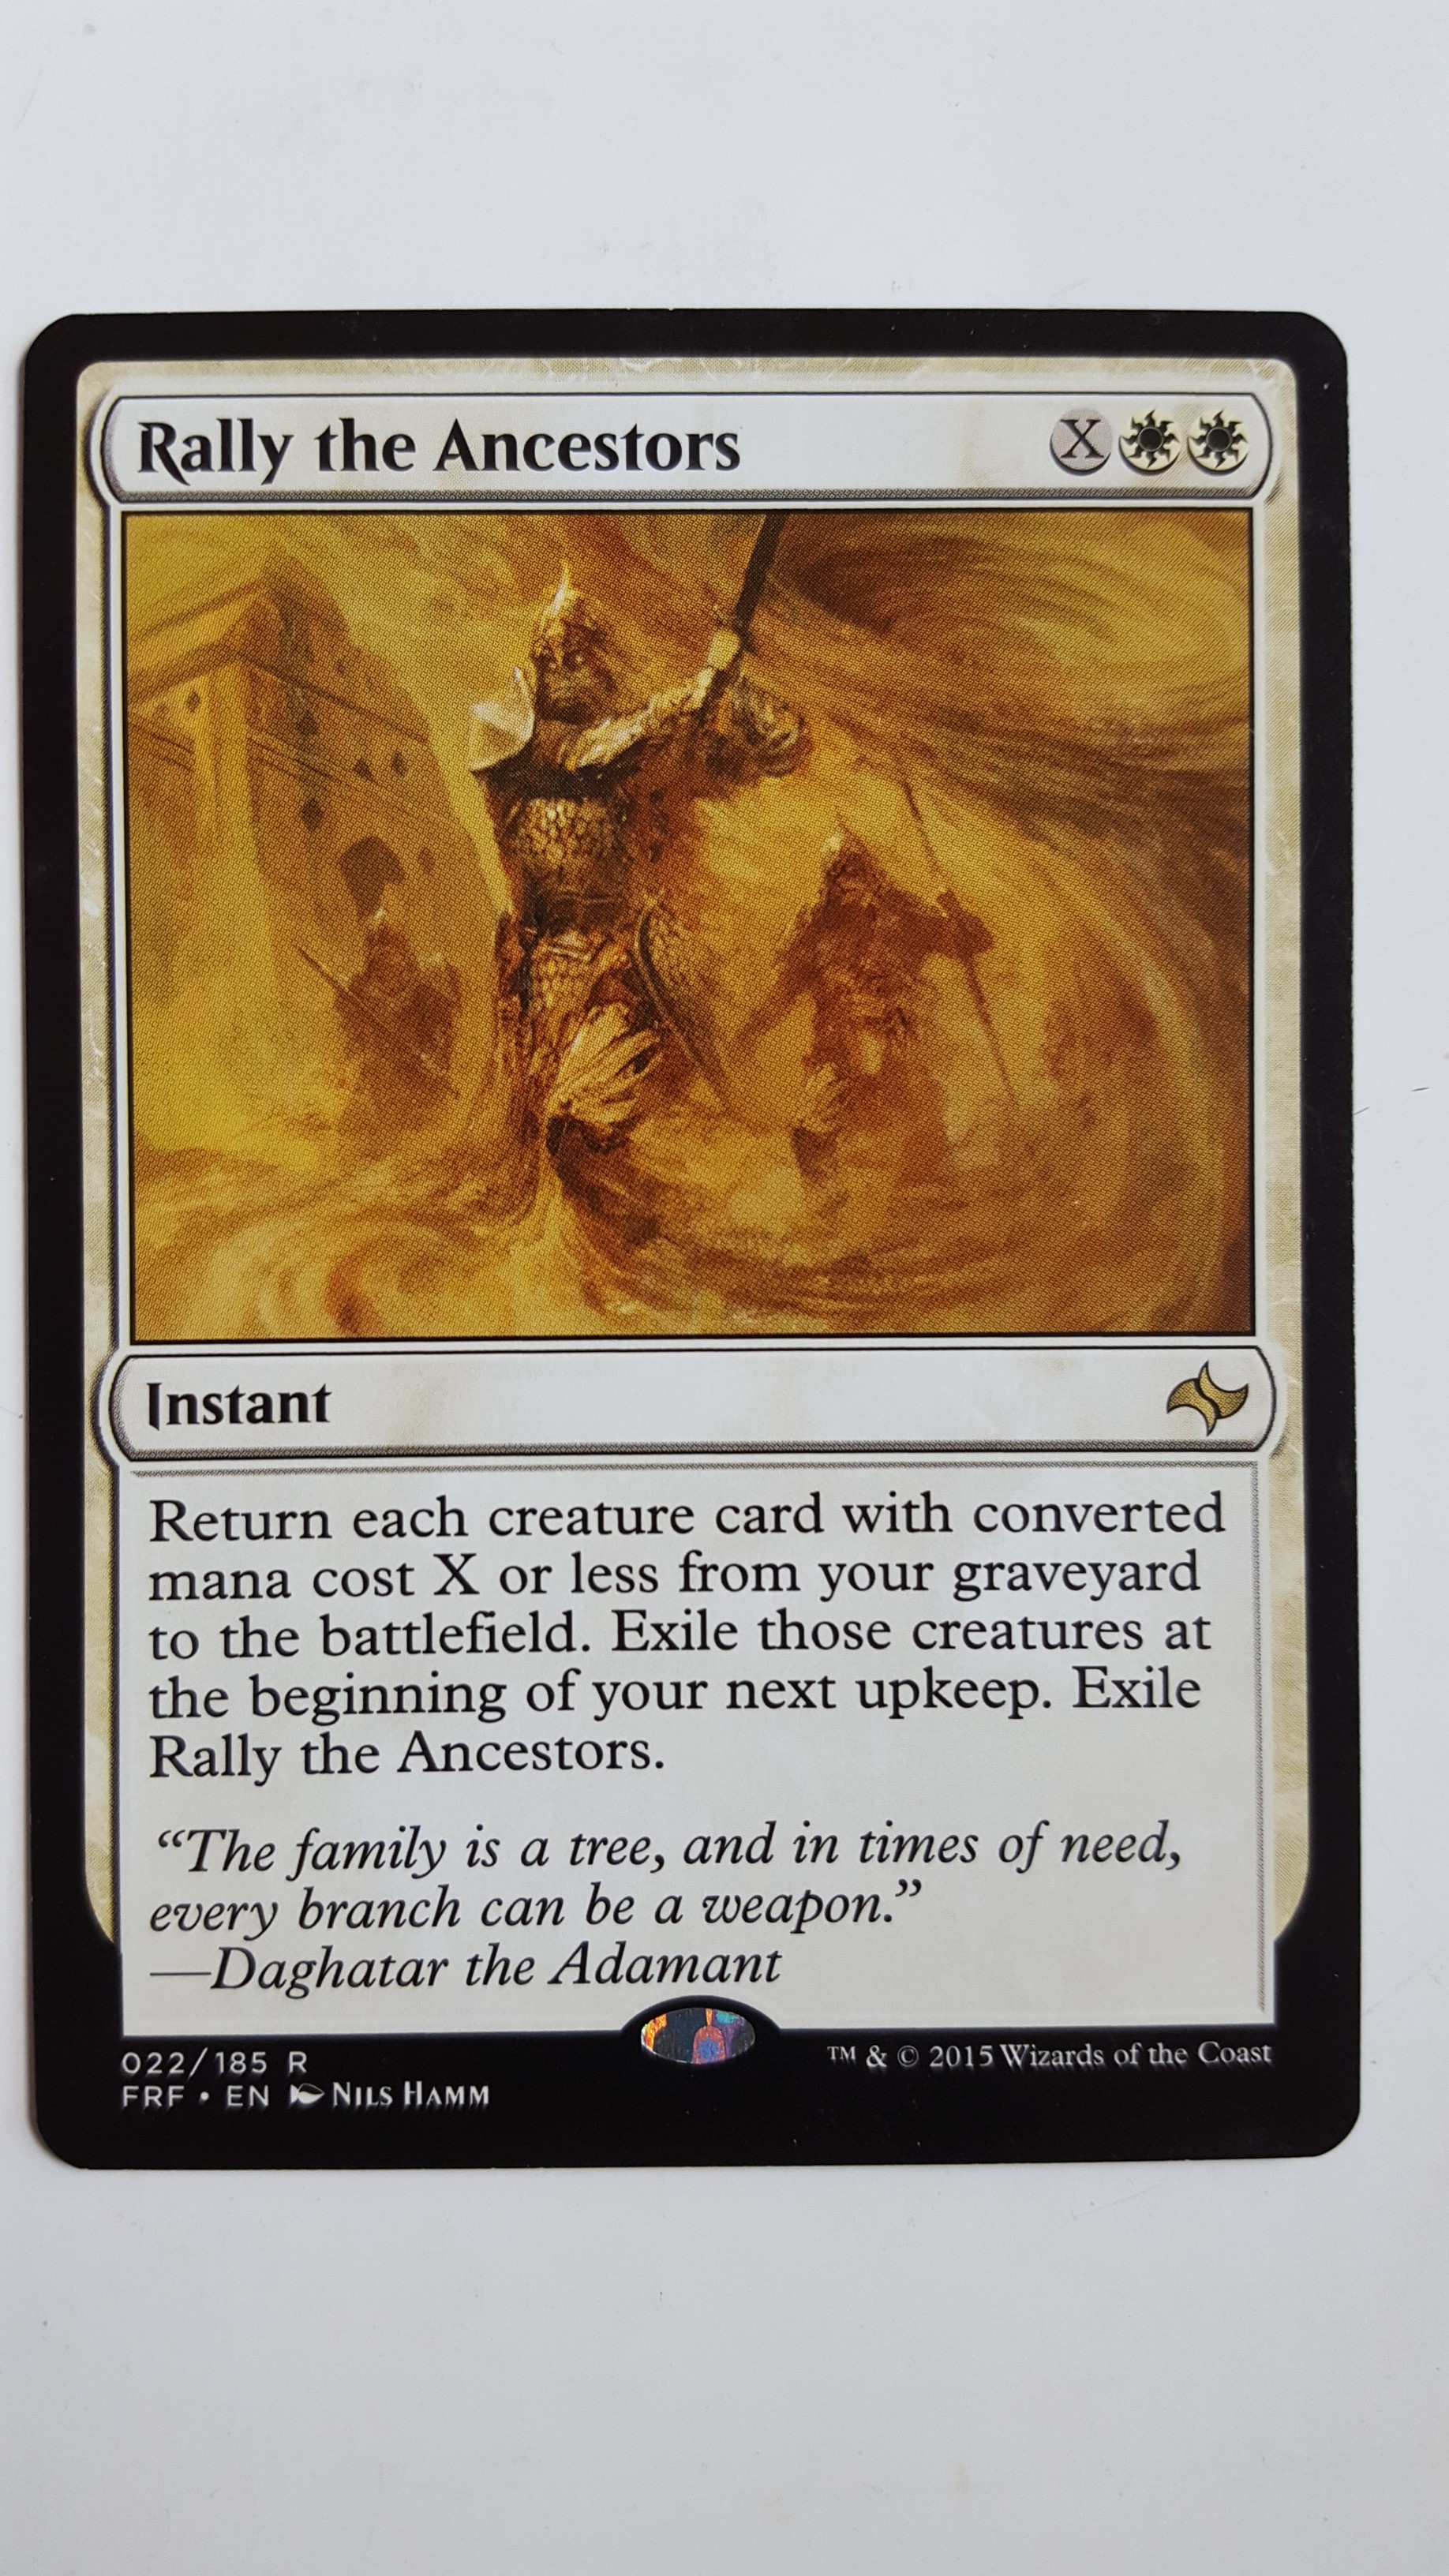 Rally the Ancestors X
Instant
Return each creature card with converted
mana cost X or less from your graveyard
to the battlefield. Exile those creatures at
the beginning of your next upkeep. Exile
Rally the Ancestors.
“The family is a tree, and in times of need,
every branch can be a weapon.”
—Daghatar the Adamant
022/185 R
FRF • EN NILS HAMM
™ & © 2015 Wizards of the Coast